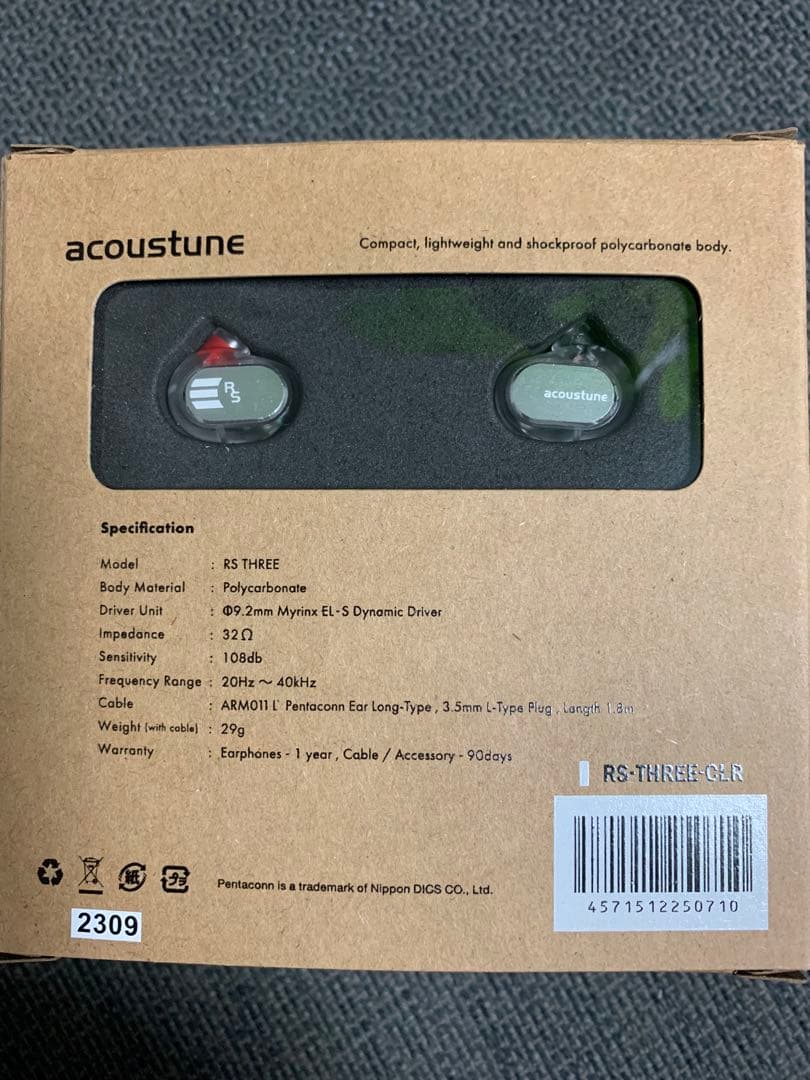 acoustune
Compact, lightweight and shockproof polycarbonate body.
RS
acoustune
Specification
Model : RS THREE
Body Material : Polycarbonate
Driver Unit : Φ9.2mm Myrinx EL-S Dynamic Driver
Impedance : 32Ω
Sensitivity : 108db
Frequency Range : 20Hz ～ 40kHz
Cable : ARM011 L Pentaconn Ear Long-Type , 3.5mm L-Type Plug , Length 1.8m
Weight (with cable) : 29g
Warranty : Earphones - 1 year , Cable / Accessory - 90days
RS-THREE-CLR
4571512250710
紙
プラ
Pentaconn is a trademark of Nippon DICS CO., Ltd.
2309